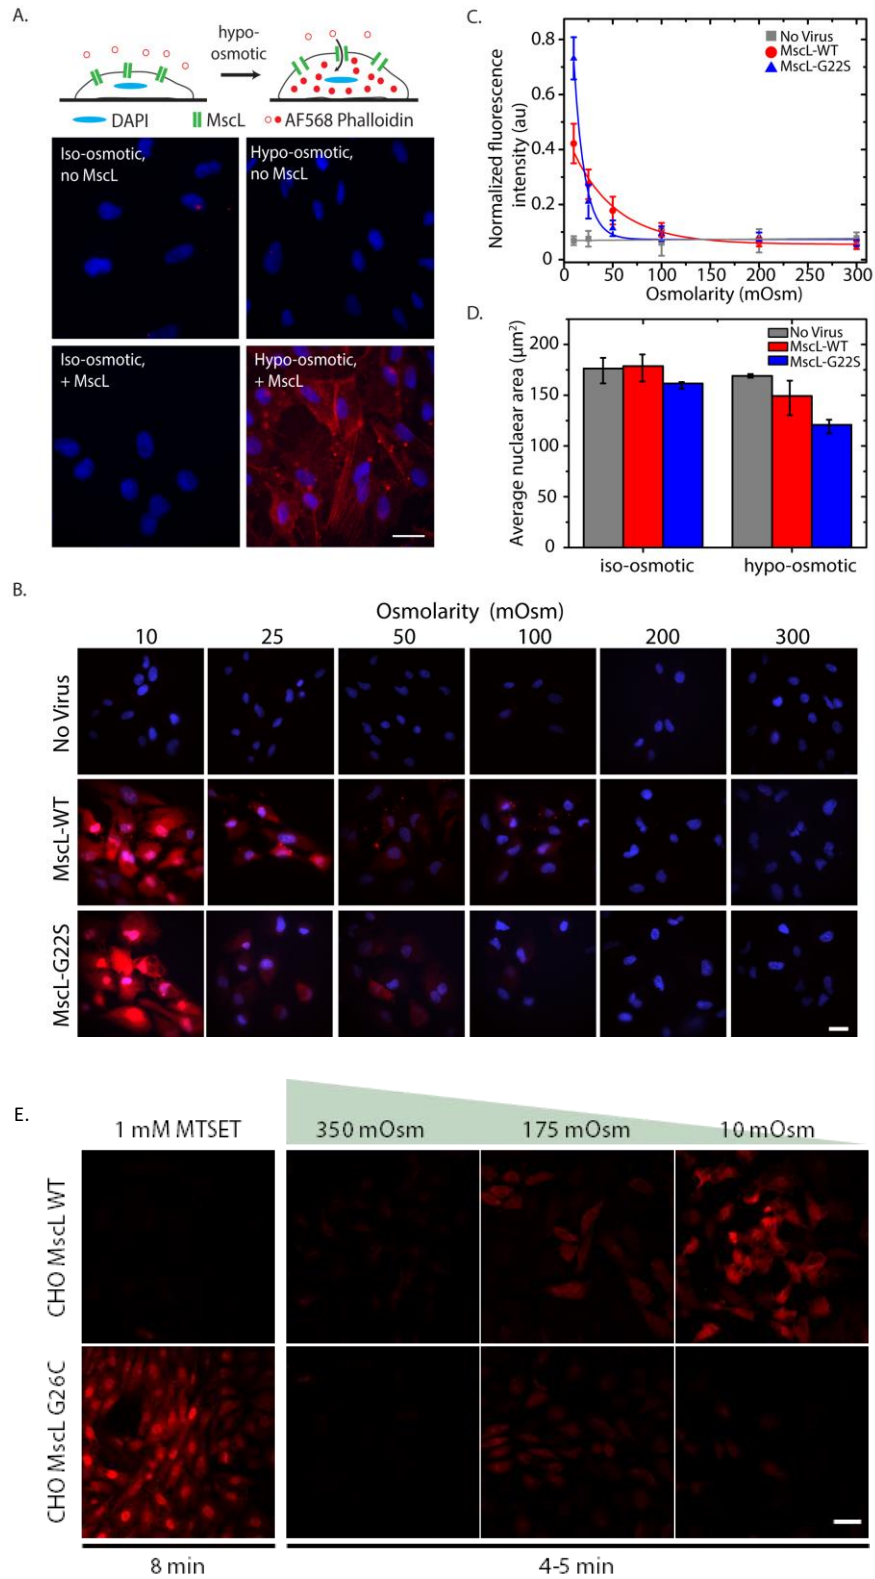 A.
hypo-
osmotic
DAPI
MscL
AF568 Phalloidin
Iso-osmotic,
no MscL
Hypo-osmotic,
no MscL
Iso-osmotic,
+ MscL
Hypo-osmotic,
+ MscL
C.
No Virus
MscL-WT
MscL-G22S
Normalized fluorescence
intensity (au)
0.8
0.6
0.4
0.2
0
0 50 100 150 200 250 300
Osmolarity (mOsm)
D.
No Virus
MscL-WT
MscL-G22S
Average nuclaear area (µm²)
200
150
100
50
0
iso-osmotic hypo-osmotic
B.
Osmolarity (mOsm)
10 25 50 100 200 300
No Virus
MscL-WT
MscL-G22S
E.
1 mM MTSET 350 mOsm 175 mOsm 10 mOsm
CHO MscL WT
CHO MscL G26C
8 min 4-5 min